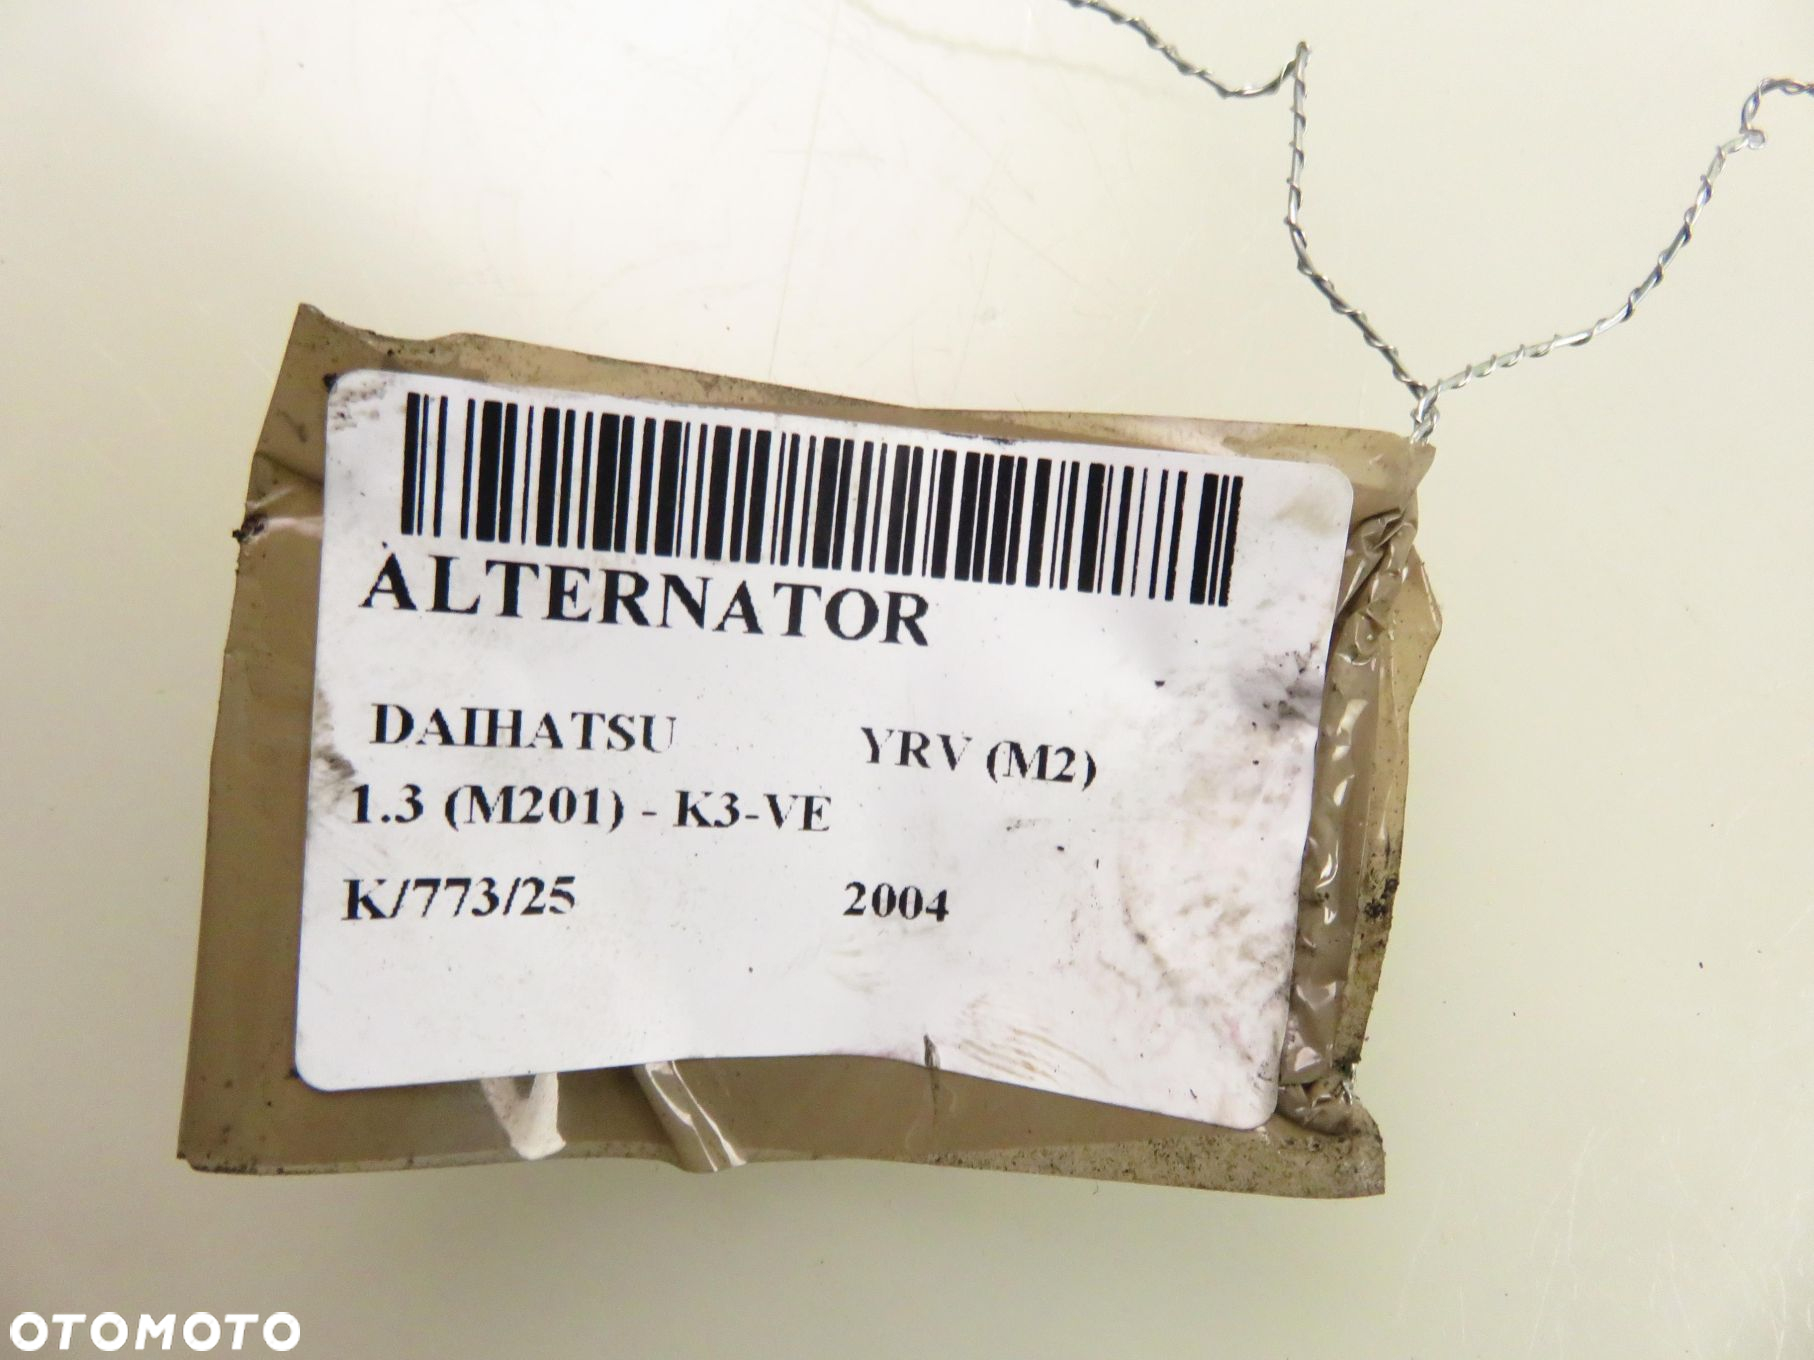 ALTERNATOR
DAIHATSU YRV (M2)
1.3 (M201) - K3-VE
K/773/25 2004
OTOMOTO